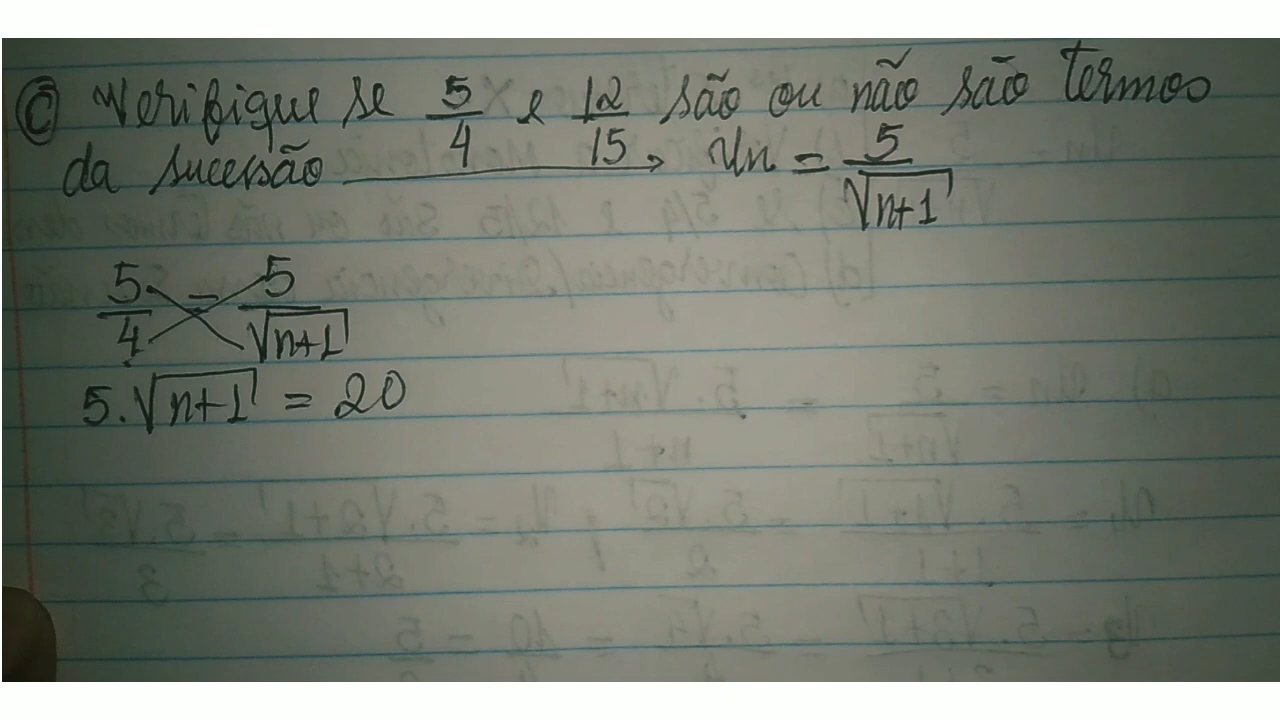 C) Verifique se 5/4 e 12/15 são ou não são termos
da sucessão → Un = 5/√(n+1)
5/4 = 5/√(n+1)
5.√(n+1) = 20